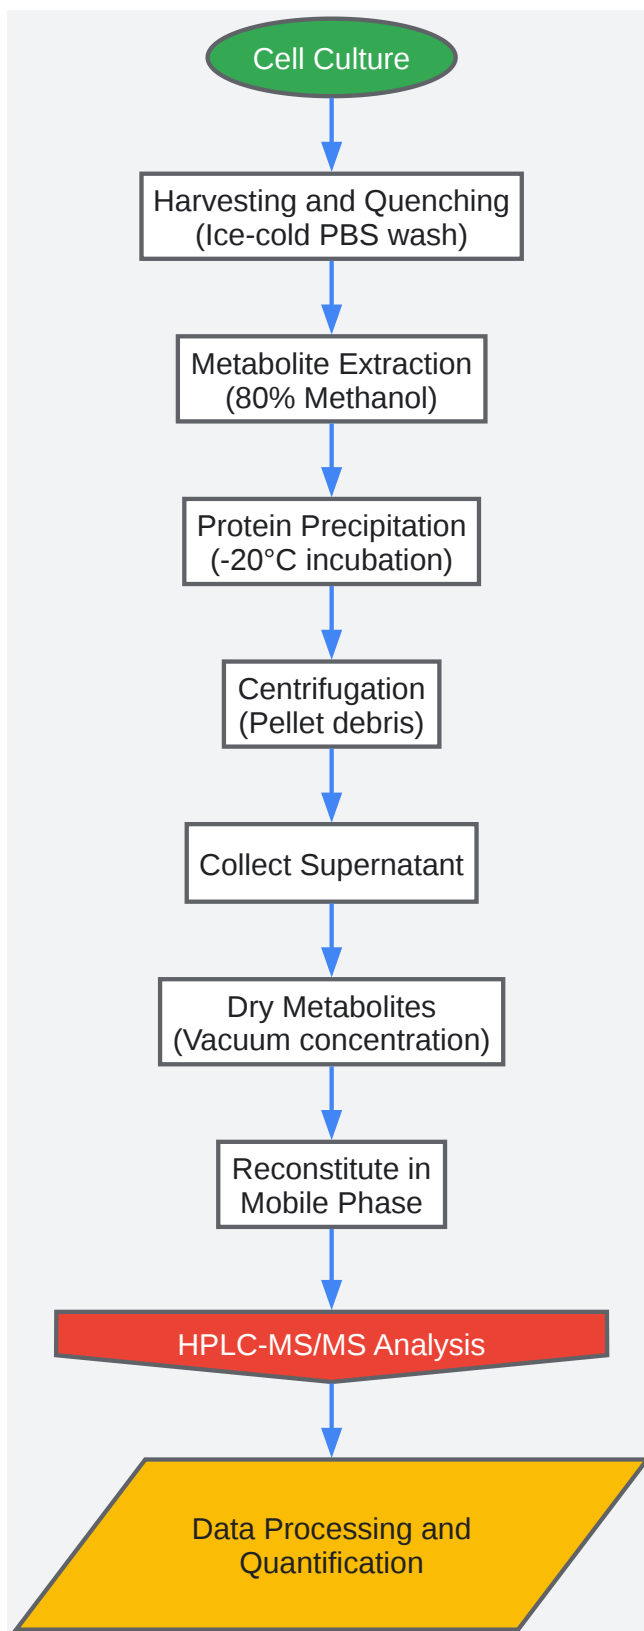 Cell Culture
Harvesting and Quenching
(Ice-cold PBS wash)
Metabolite Extraction
(80% Methanol)
Protein Precipitation
(-20°C incubation)
Centrifugation
(Pellet debris)
Collect Supernatant
Dry Metabolites
(Vacuum concentration)
Reconstitute in
Mobile Phase
HPLC-MS/MS Analysis
Data Processing and
Quantification